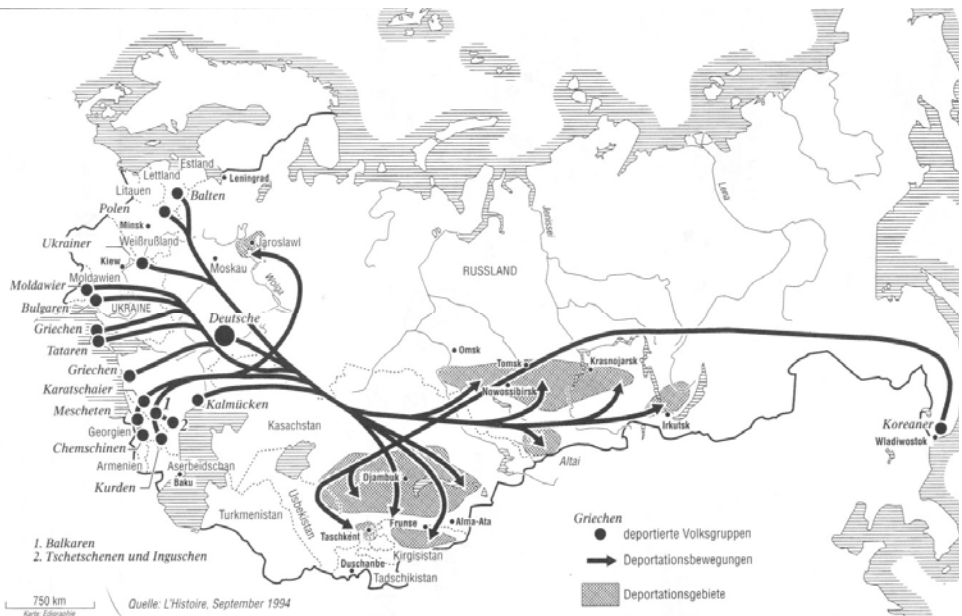 Estland
Lettland
Leningrad
Litauen
Balten
Polen
Minsk
Weißrußland
Ukrainer
Jaroslawl
Kiew
Moskau
Moldawien
Woga
Moldawier
UKRAINE
Bulgaren
Deutsche
Griechen
Tataren
Griechen
Karatschaier
Mescheten
1
2
Kalmücken
Georgien
Chemschinen
Armenien
Aserbeidschan
Kurden
Baku
Kasachstan
Turkmenistan
Usbekistan
RUSSLAND
Jenissei
Lena
Omsk
Tomsk
Krasnojarsk
Nowossibirsk
Irkutsk
Koreaner
Wladiwostok
Altai
Djambuk
Frunse
Alma-Ata
Taschkent
Kirgisistan
Duschanbe
Tadschikistan
1. Balkaren
2. Tschetschenen und Inguschen
Griechen
deportierte Volksgruppen
Deportationsbewegungen
Deportationsgebiete
750 km
Karte: Edigraphie
Quelle: L'Histoire, September 1994